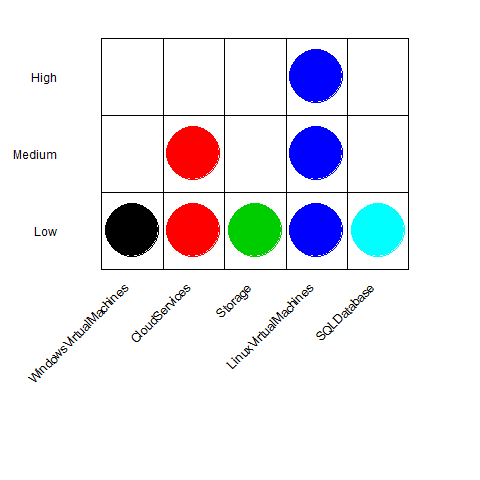 High
Medium
Low
WindowsVirtualMachines
CloudServices
Storage
LinuxVirtualMachines
SQLDatabase